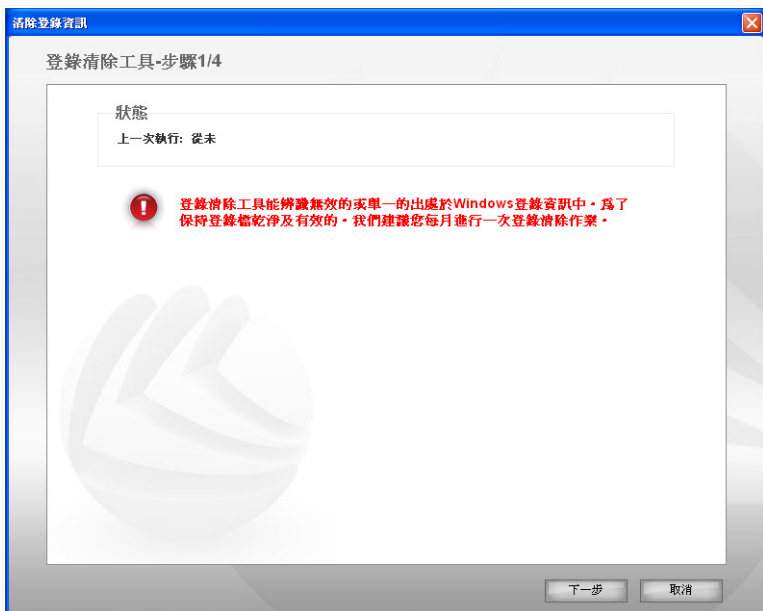 清除登錄資訊
登錄清除工具-步驟1/4
狀態
上一次執行: 從未
登錄清除工具能辨識無效的或單一的出處於Windows登錄資訊中。為了
保持登錄檔乾淨及有效的。我們建議您每月進行一次登錄清除作業。
下一步
取消